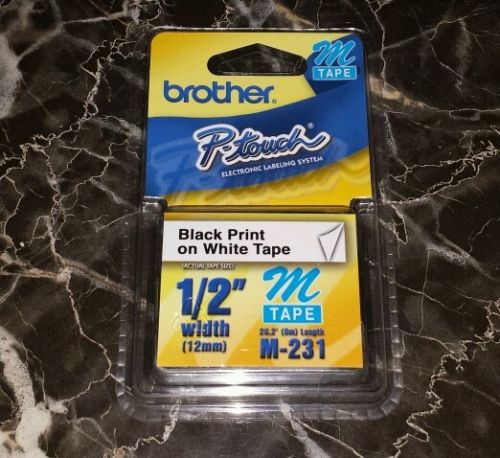 m
TAPE
brother®
P-touch®
ELECTRONIC LABELING SYSTEM
Black Print
on White Tape
(ACTUAL TAPE SIZE)
1/2"
width
(12mm)
m
TAPE
26.2' (8m) Length
M-231